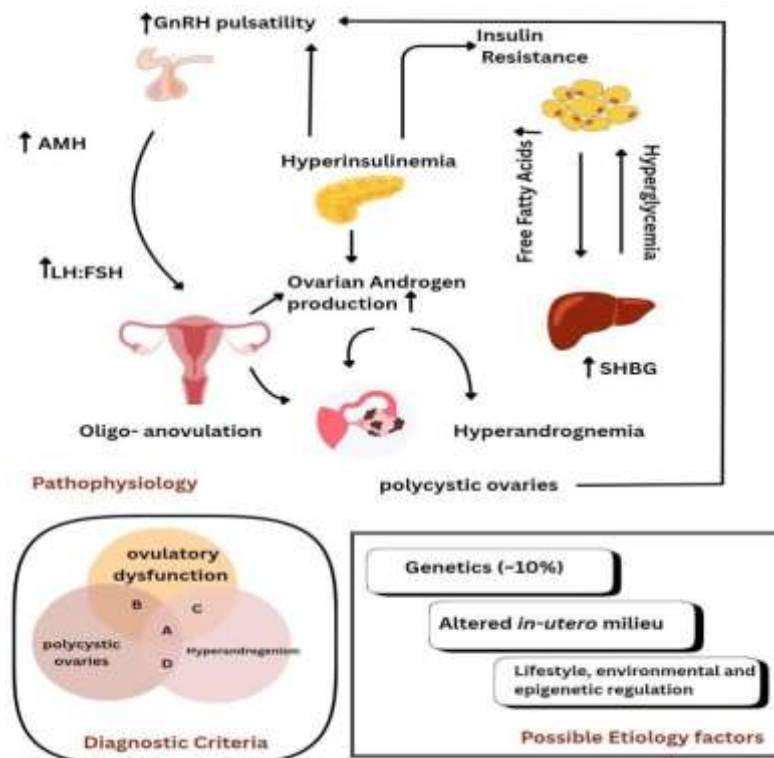 ↑GnRH pulsatility
Insulin
Resistance
↑ AMH
Hyperinsulinemia
Free Fatty Acids ↑
Hyperglycemia
↑LH:FSH
Ovarian Androgen
production ↑
↑ SHBG
Oligo- anovulation
Hyperandrognemia
Pathophysiology
polycystic ovaries
ovulatory
dysfunction
B
C
A
polycystic
ovaries
Hyperandrogenism
D
Diagnostic Criteria
Genetics (~10%)
Altered in-utero milieu
Lifestyle, environmental and
epigenetic regulation
Possible Etiology factors